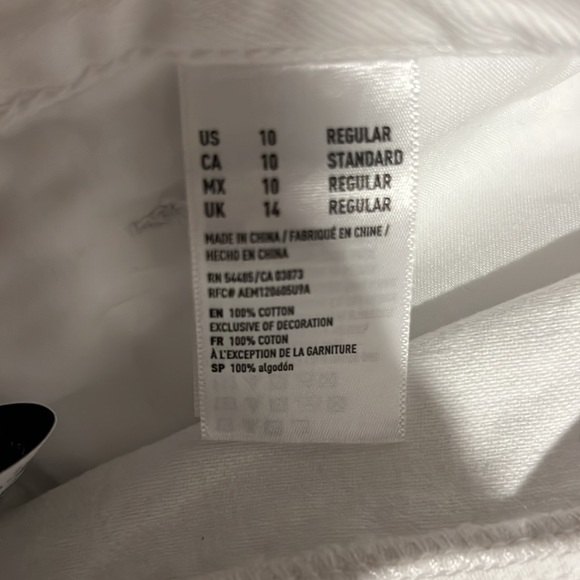 US 10 REGULAR
CA 10 STANDARD
MX 10 REGULAR
UK 14 REGULAR
MADE IN CHINA / FABRIQUÉ EN CHINE /
HECHO EN CHINA
RN 54485/CA 03873
RFC# AEM120605U9A
EN 100% COTTON
EXCLUSIVE OF DECORATION
FR 100% COTON
À L'EXCEPTION DE LA GARNITURE
SP 100% algodón